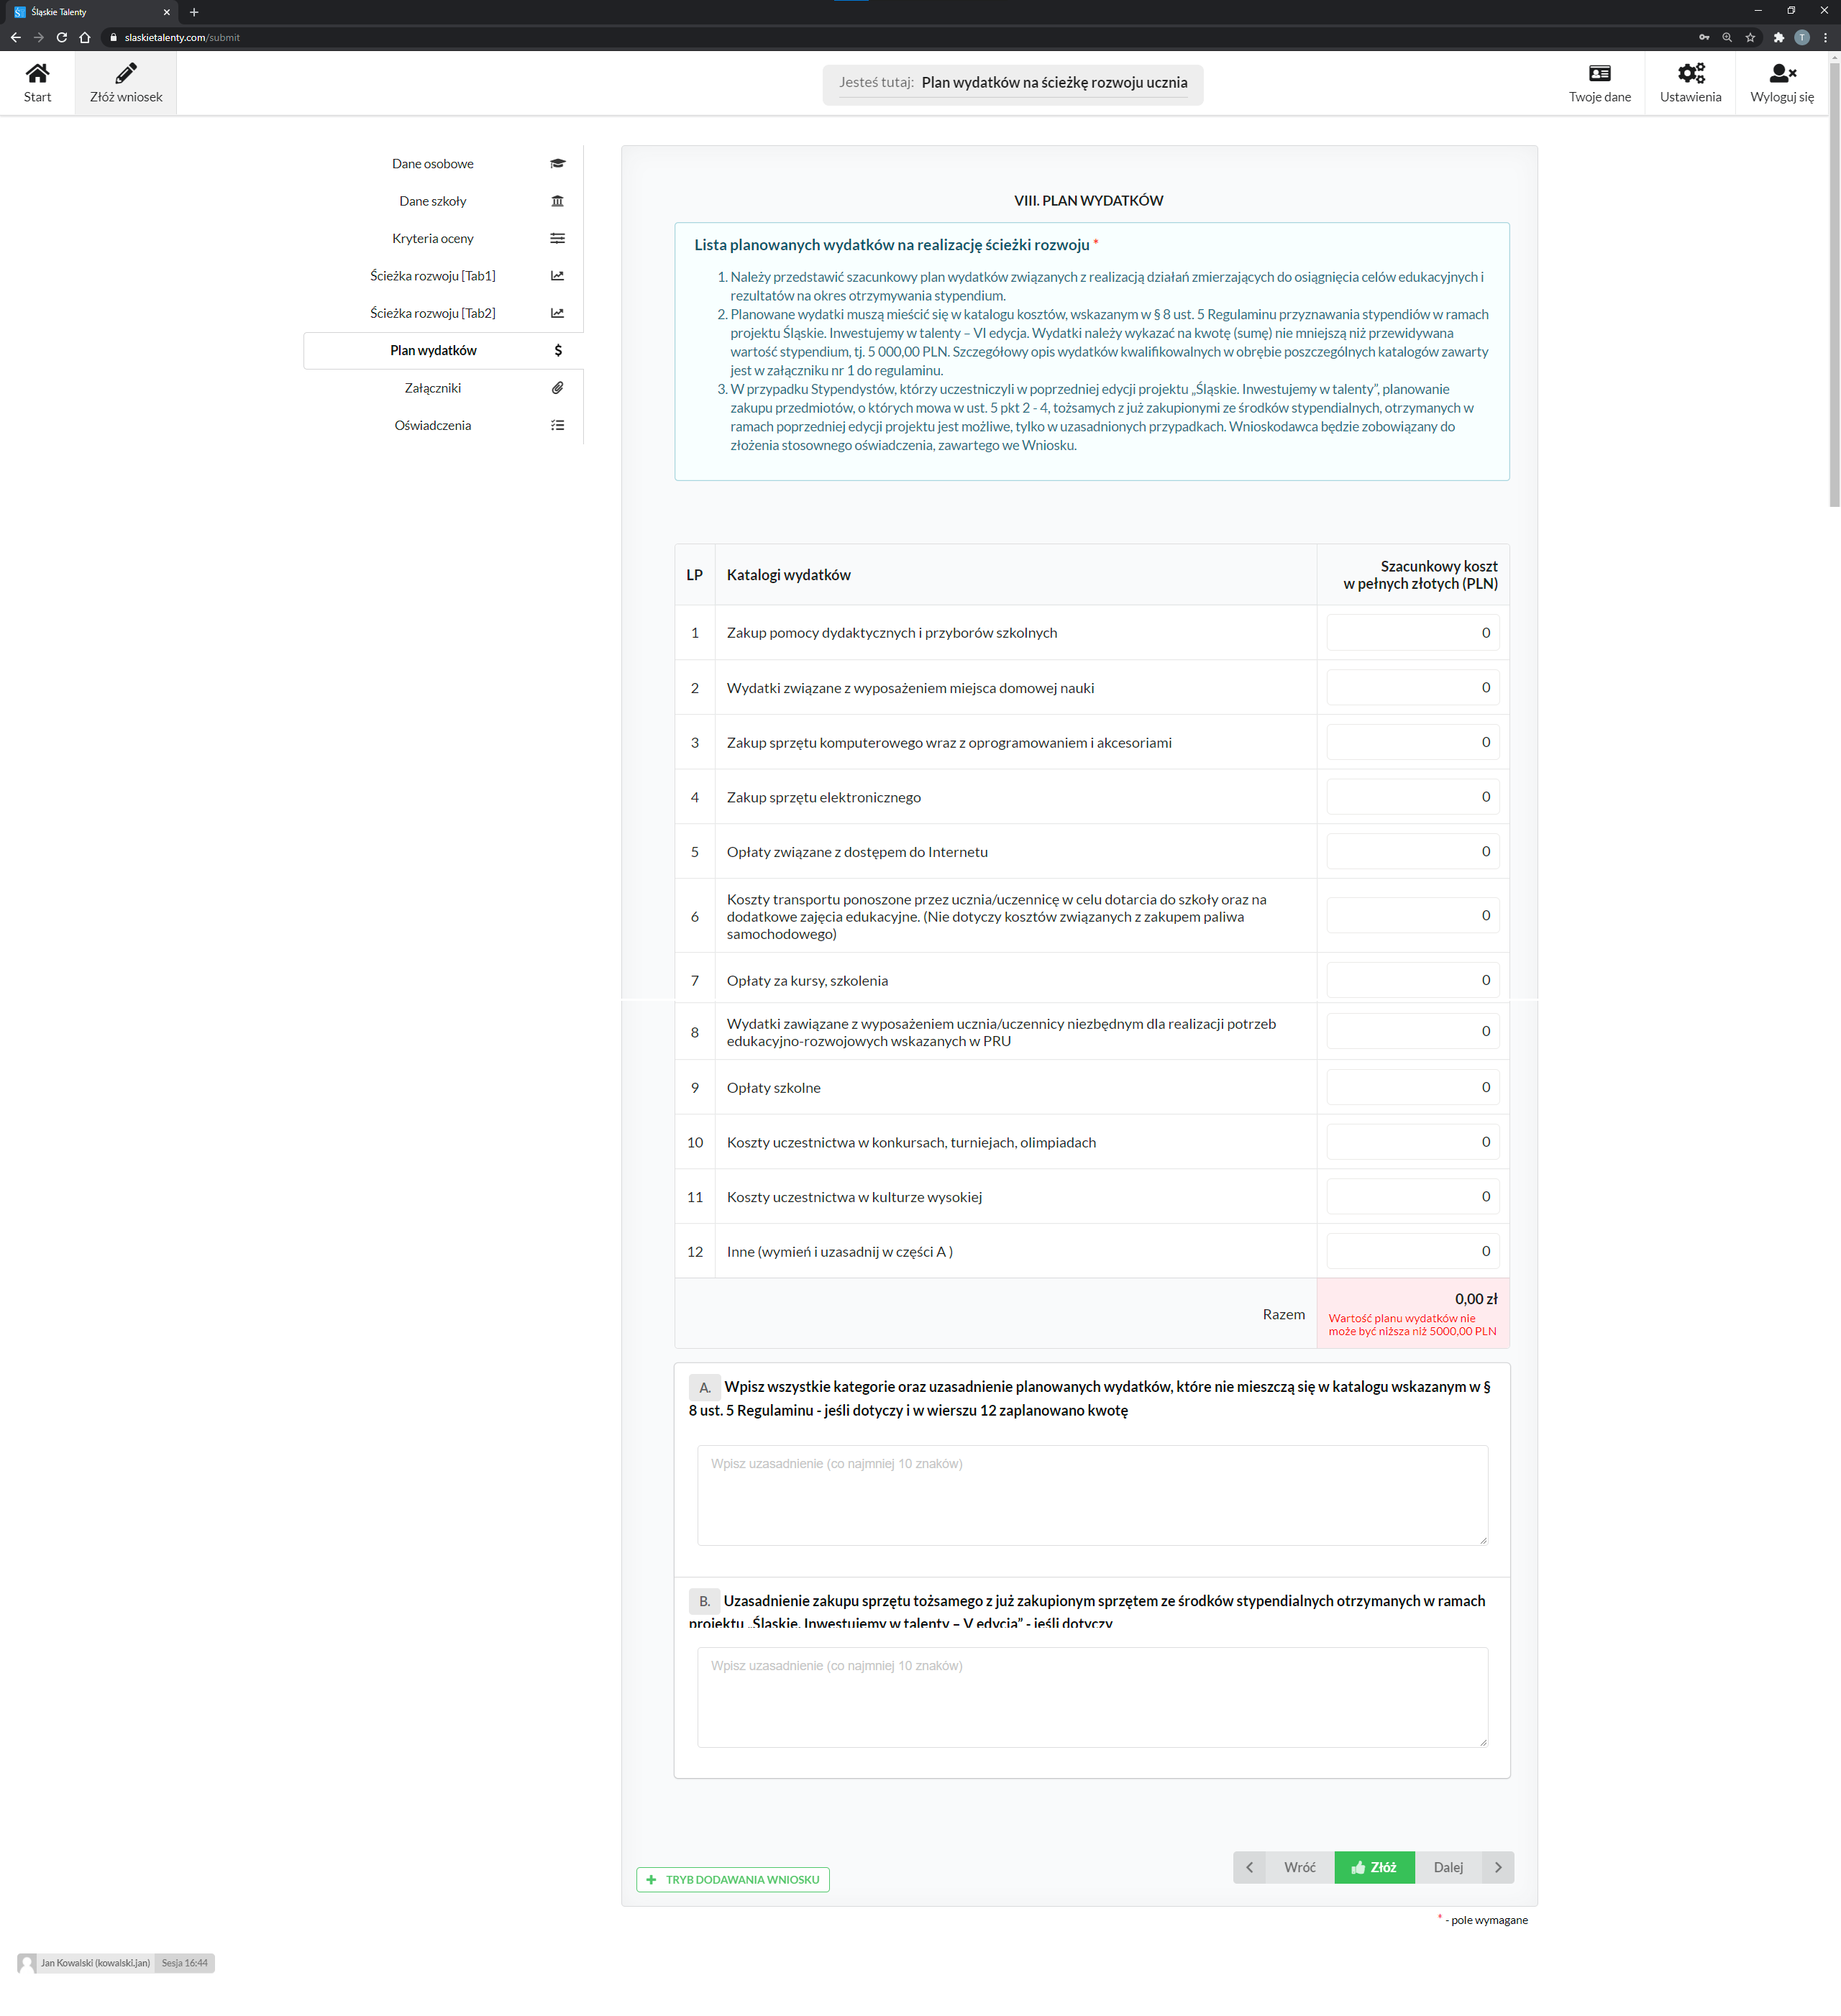 Śląskie Talenty
slaskietalenty.com/submit
T
Start
Złóż wniosek
Jesteś tutaj: Plan wydatków na ścieżkę rozwoju ucznia
Twoje dane
Ustawienia
Wyloguj się
Dane osobowe
Dane szkoły
Kryteria oceny
Ścieżka rozwoju [Tab1]
Ścieżka rozwoju [Tab2]
Plan wydatków
Załączniki
Oświadczenia
VIII. PLAN WYDATKÓW
Lista planowanych wydatków na realizację ścieżki rozwoju *
1. Należy przedstawić szacunkowy plan wydatków związanych z realizacją działań zmierzających do osiągnięcia celów edukacyjnych i
rezultatów na okres otrzymywania stypendium.
2. Planowane wydatki muszą mieścić się w katalogu kosztów, wskazanym w § 8 ust. 5 Regulaminu przyznawania stypendiów w ramach
projektu Śląskie. Inwestujemy w talenty – VI edycja. Wydatki należy wykazać na kwotę (sumę) nie mniejszą niż przewidywana
wartość stypendium, tj. 5 000,00 PLN. Szczegółowy opis wydatków kwalifikowalnych w obrębie poszczególnych katalogów zawarty
jest w załączniku nr 1 do regulaminu.
3. W przypadku Stypendystów, którzy uczestniczyli w poprzedniej edycji projektu „Śląskie. Inwestujemy w talenty”, planowanie
zakupu przedmiotów, o których mowa w ust. 5 pkt 2 - 4, tożsamych z już zakupionymi ze środków stypendialnych, otrzymanych w
ramach poprzedniej edycji projektu jest możliwe, tylko w uzasadnionych przypadkach. Wnioskodawca będzie zobowiązany do
złożenia stosownego oświadczenia, zawartego we Wniosku.
LP Katalogi wydatków Szacunkowy koszt
w pełnych złotych (PLN)
1 Zakup pomocy dydaktycznych i przyborów szkolnych 0
2 Wydatki związane z wyposażeniem miejsca domowej nauki 0
3 Zakup sprzętu komputerowego wraz z oprogramowaniem i akcesoriami 0
4 Zakup sprzętu elektronicznego 0
5 Opłaty związane z dostępem do Internetu 0
6 Koszty transportu ponoszone przez ucznia/uczennicę w celu dotarcia do szkoły oraz na
dodatkowe zajęcia edukacyjne. (Nie dotyczy kosztów związanych z zakupem paliwa
samochodowego) 0
7 Opłaty za kursy, szkolenia 0
8 Wydatki zawiązane z wyposażeniem ucznia/uczennicy niezbędnym dla realizacji potrzeb
edukacyjno-rozwojowych wskazanych w PRU 0
9 Opłaty szkolne 0
10 Koszty uczestnictwa w konkursach, turniejach, olimpiadach 0
11 Koszty uczestnictwa w kulturze wysokiej 0
12 Inne (wymień i uzasadnij w części A ) 0
Razem 0,00 zł
Wartość planu wydatków nie
może być niższa niż 5000,00 PLN
A. Wpisz wszystkie kategorie oraz uzasadnienie planowanych wydatków, które nie mieszczą się w katalogu wskazanym w §
8 ust. 5 Regulaminu - jeśli dotyczy i w wierszu 12 zaplanowano kwotę
Wpisz uzasadnienie (co najmniej 10 znaków)
B. Uzasadnienie zakupu sprzętu tożsamego z już zakupionym sprzętem ze środków stypendialnych otrzymanych w ramach
projektu „Śląskie. Inwestujemy w talenty – V edycja” - jeśli dotyczy
Wpisz uzasadnienie (co najmniej 10 znaków)
TRYB DODAWANIA WNIOSKU
Wróć
Złóż
Dalej
* - pole wymagane
Jan Kowalski (kowalski.jan) Sesja 16:44